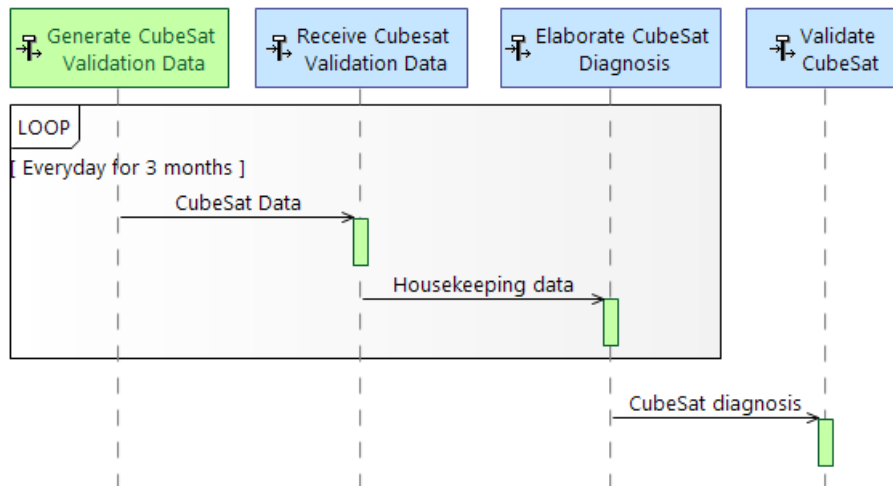 Generate CubeSat
Validation Data
Receive Cubesat
Validation Data
Elaborate CubeSat
Diagnosis
Validate
CubeSat
LOOP
[ Everyday for 3 months ]
CubeSat Data
Housekeeping data
CubeSat diagnosis